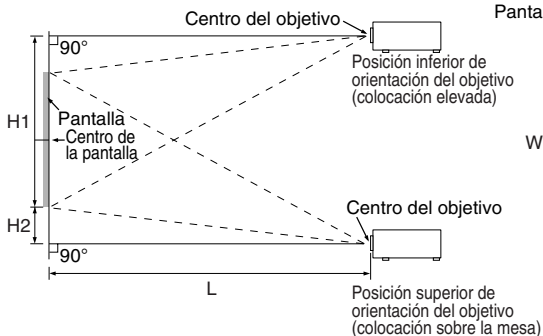 Centro del objetivo
Panta
90°
Posición inferior de
orientación del objetivo
(colocación elevada)
H1
Pantalla
Centro de
la pantalla
W
Centro del objetivo
H2
90°
L
Posición superior de
orientación del objetivo
(colocación sobre la mesa)